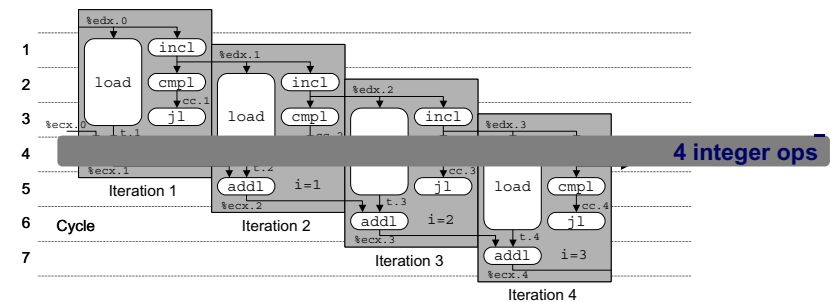 %edx.0
1
incl
%edx.1
2
load
cmpl
incl
%edx.2
cc.1
3
jl
load
cmpl
incl
%edx.3
%ecx.0
t.1
4
4 integer ops
%ecx.1
t.2
cc.3
5
Iteration 1
addl
i=1
jl
load
cmpl
%ecx.2
t.3
cc.4
6
Cycle
Iteration 2
addl
i=2
jl
%ecx.3
t.4
7
Iteration 3
addl
i=3
%ecx.4
Iteration 4